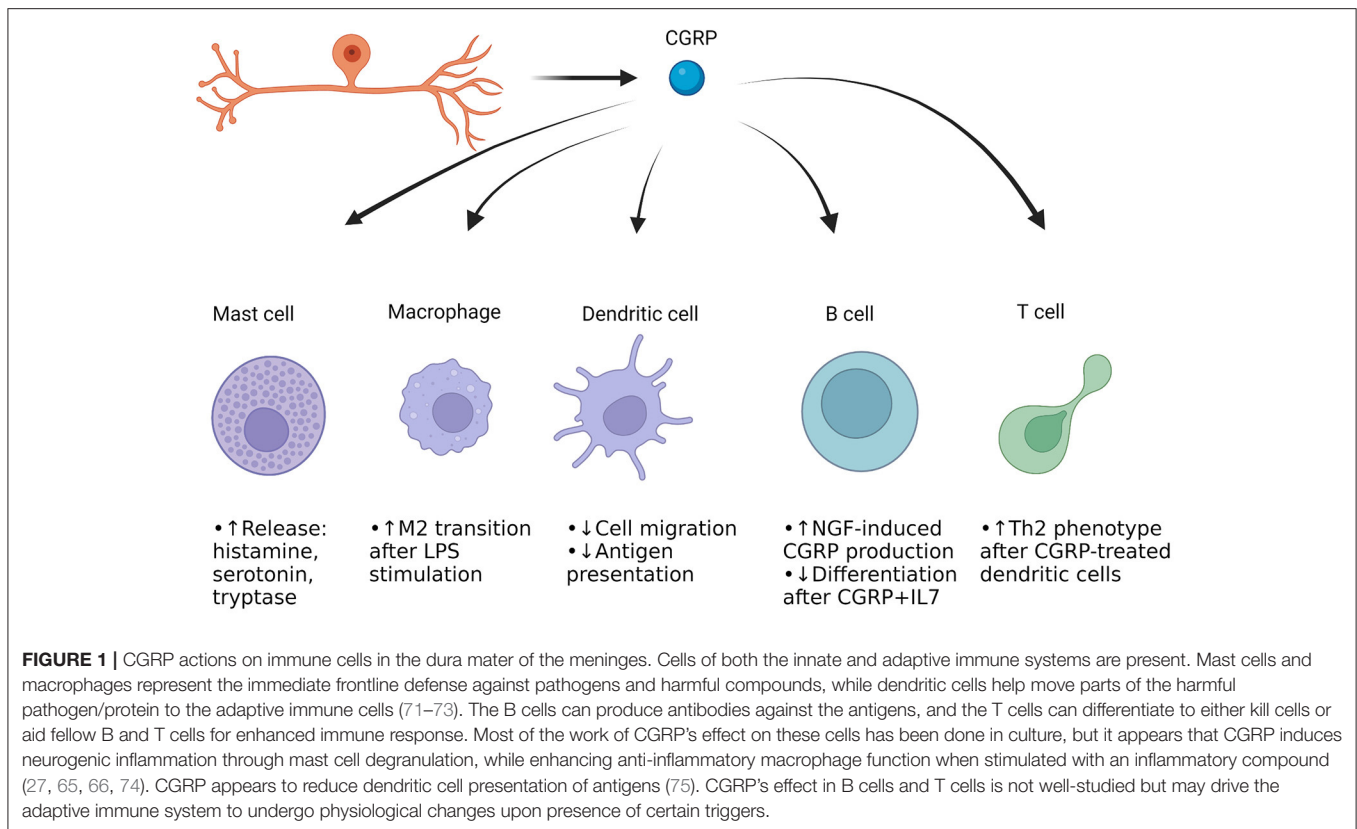 CGRP
Mast cell
Macrophage
Dendritic cell
B cell
T cell
•↑Release:
histamine,
serotonin,
tryptase
•↑M2 transition
after LPS
stimulation
•↓Cell migration
•↓Antigen
presentation
•↑NGF-induced
CGRP production
•↓Differentiation
after CGRP+IL7
•↑Th2 phenotype
after CGRP-treated
dendritic cells
FIGURE 1 | CGRP actions on immune cells in the dura mater of the meninges. Cells of both the innate and adaptive immune systems are present. Mast cells and
macrophages represent the immediate frontline defense against pathogens and harmful compounds, while dendritic cells help move parts of the harmful
pathogen/protein to the adaptive immune cells (71–73). The B cells can produce antibodies against the antigens, and the T cells can differentiate to either kill cells or
aid fellow B and T cells for enhanced immune response. Most of the work of CGRP's effect on these cells has been done in culture, but it appears that CGRP induces
neurogenic inflammation through mast cell degranulation, while enhancing anti-inflammatory macrophage function when stimulated with an inflammatory compound
(27, 65, 66, 74). CGRP appears to reduce dendritic cell presentation of antigens (75). CGRP's effect in B cells and T cells is not well-studied but may drive the
adaptive immune system to undergo physiological changes upon presence of certain triggers.